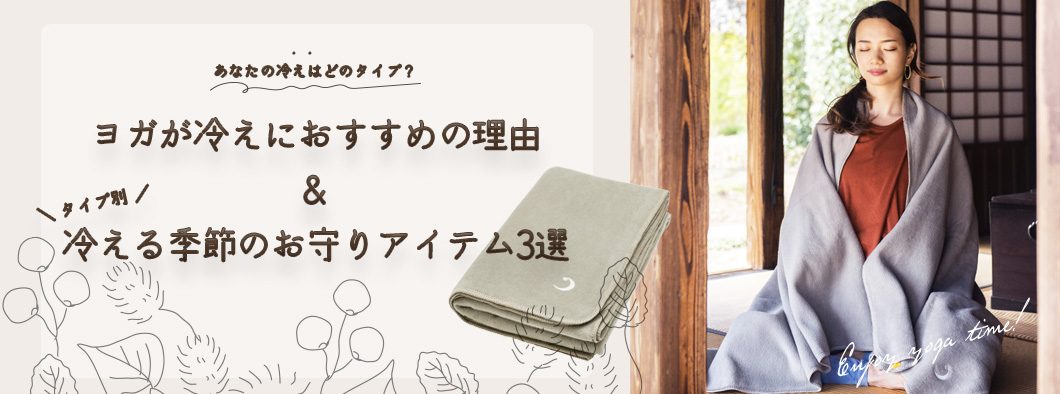 あなたの冷えはどのタイプ?
ヨガが冷えにおすすめの理由
&
タイプ別
冷える季節のお守りアイテム3選
Enjoy yoga time!